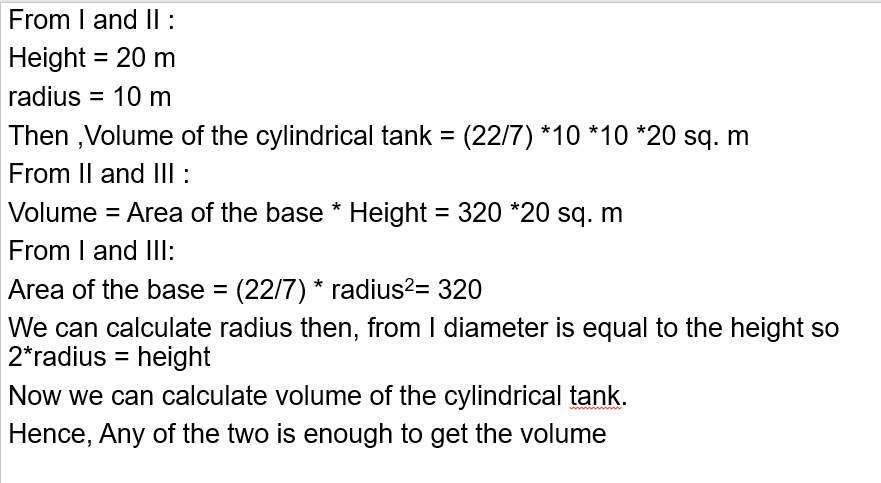 From I and II :
Height = 20 m
radius = 10 m
Then ,Volume of the cylindrical tank = (22/7) *10 *10 *20 sq. m
From II and III :
Volume = Area of the base * Height = 320 *20 sq. m
From I and III:
Area of the base = (22/7) * radius²= 320
We can calculate radius then, from I diameter is equal to the height so
2*radius = height
Now we can calculate volume of the cylindrical tank.
Hence, Any of the two is enough to get the volume